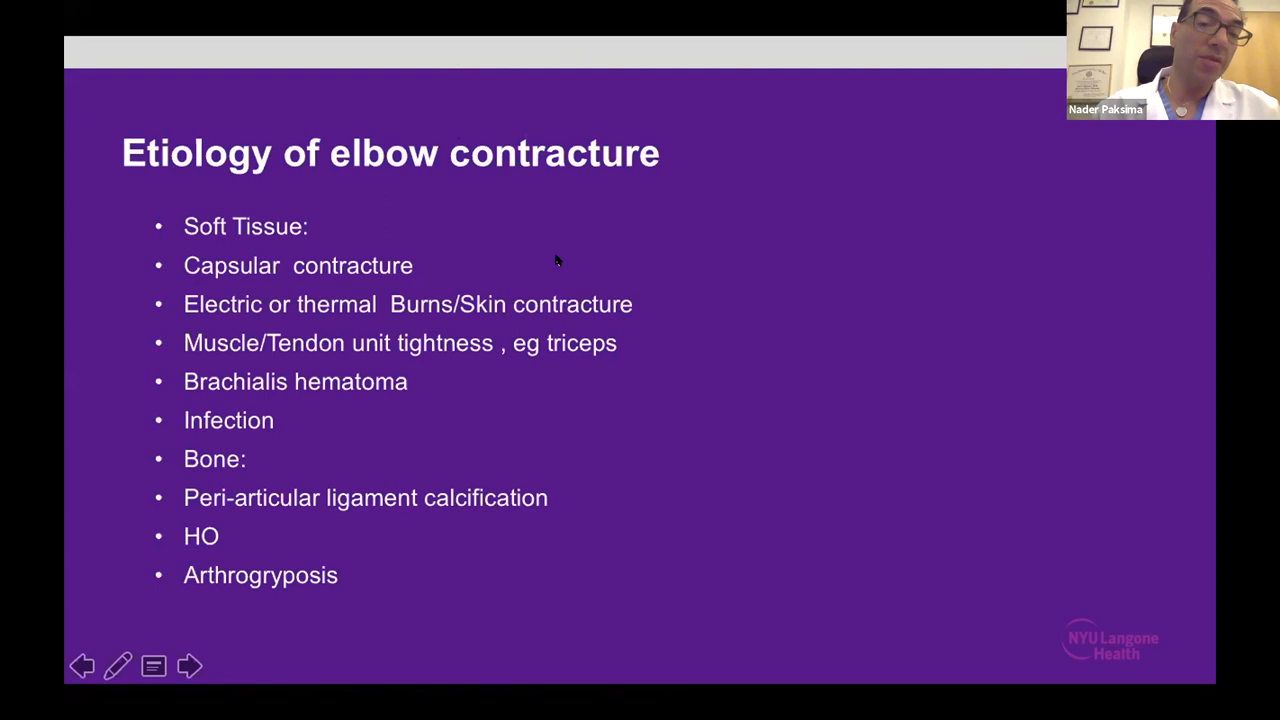 Nader Paksima
Etiology of elbow contracture
• Soft Tissue:
• Capsular contracture
• Electric or thermal Burns/Skin contracture
• Muscle/Tendon unit tightness , eg triceps
• Brachialis hematoma
• Infection
• Bone:
• Peri-articular ligament calcification
• HO
• Arthrogryposis
NYU Langone
Health